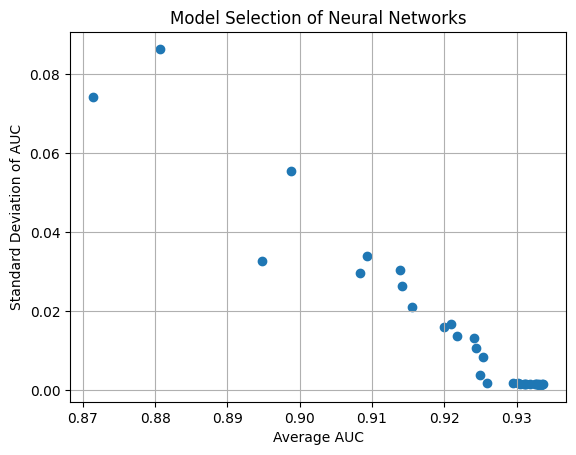 Model Selection of Neural Networks
Standard Deviation of AUC
0.08
0.06
0.04
0.02
0.00
0.87 0.88 0.89 0.90 0.91 0.92 0.93
Average AUC